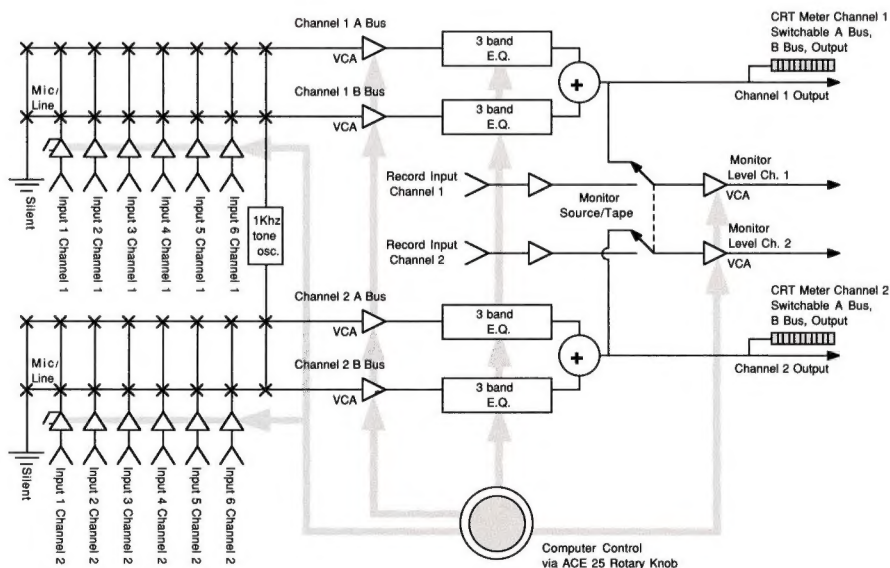 Channel 1 A Bus
VCA
3 band
E.Q.
CRT Meter Channel 1
Switchable A Bus,
B Bus, Output
Channel 1 Output
Mic/
Line
Channel 1 B Bus
VCA
3 band
E.Q.
Silent
Input 1 Channel 1
Input 2 Channel 1
Input 3 Channel 1
Input 4 Channel 1
Input 5 Channel 1
Input 6 Channel 1
1Khz
tone
osc.
Record Input
Channel 1
Monitor
Source/Tape
Monitor
Level Ch. 1
VCA
Record Input
Channel 2
Monitor
Level Ch. 2
VCA
Channel 2 A Bus
VCA
3 band
E.Q.
CRT Meter Channel 2
Switchable A Bus,
B Bus, Output
Channel 2 Output
Mic/
Line
Channel 2 B Bus
VCA
3 band
E.Q.
Silent
Input 1 Channel 2
Input 2 Channel 2
Input 3 Channel 2
Input 4 Channel 2
Input 5 Channel 2
Input 6 Channel 2
Computer Control
via ACE 25 Rotary Knob